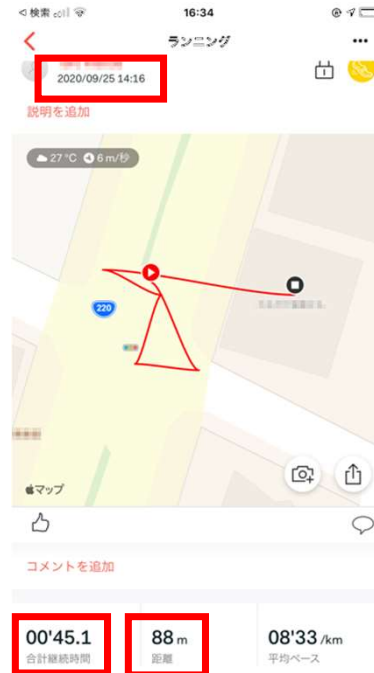 検索
16:34
ランニング
2020/09/25 14:16
説明を追加
27°C 6 m/秒
220
マップ
コメントを追加
00'45.1
合計継続時間
88 m
距離
08'33 /km
平均ペース